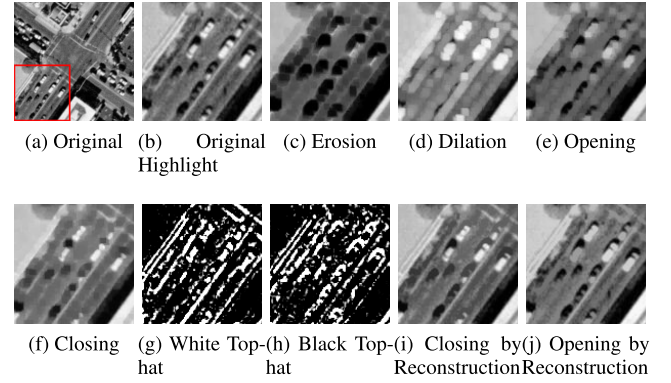 (a) Original
(b) Original
Highlight
(c) Erosion
(d) Dilation
(e) Opening
(f) Closing
(g) White Top-
hat
(h) Black Top-
hat
(i) Closing by
Reconstruction
(j) Opening by
Reconstruction